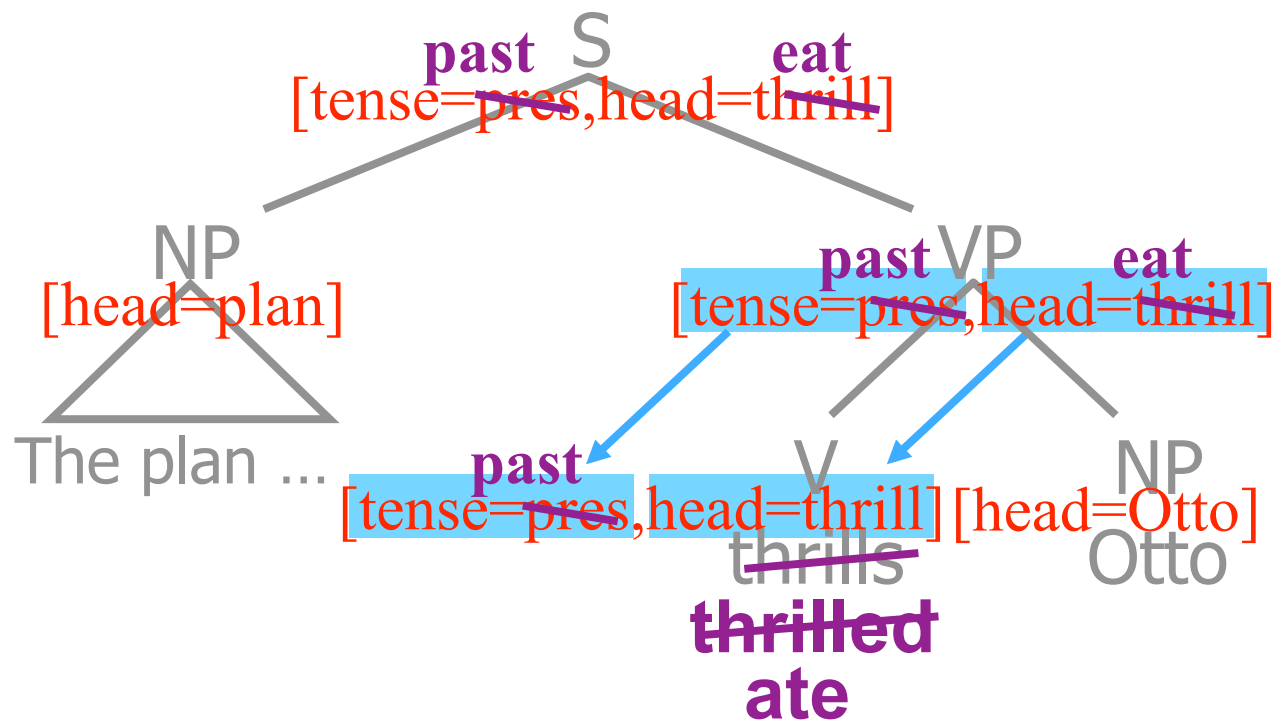 S
past eat
[tense=pres,head=thrill]
NP VP
past eat
[head=plan] [tense=pres,head=thrill]
The plan ... past V NP
[tense=pres,head=thrill] [head=Otto]
thrills Otto
thrilled
ate